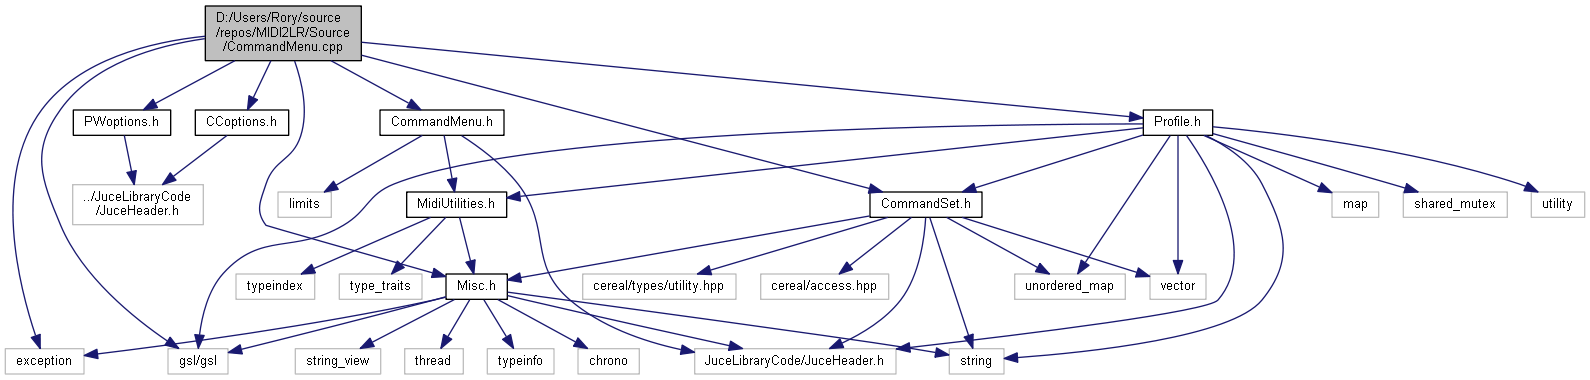 D:/Users/Rory/source
/repos/MIDI2LR/Source
/CommandMenu.cpp
PWoptions.h
CCoptions.h
CommandMenu.h
Profile.h
../JuceLibraryCode
/JuceHeader.h
limits
MidiUtilities.h
CommandSet.h
map
shared_mutex
utility
typeindex
type_traits
Misc.h
cereal/types/utility.hpp
cereal/access.hpp
unordered_map
vector
exception
gsl/gsl
string_view
thread
typeinfo
chrono
JuceLibraryCode/JuceHeader.h
string